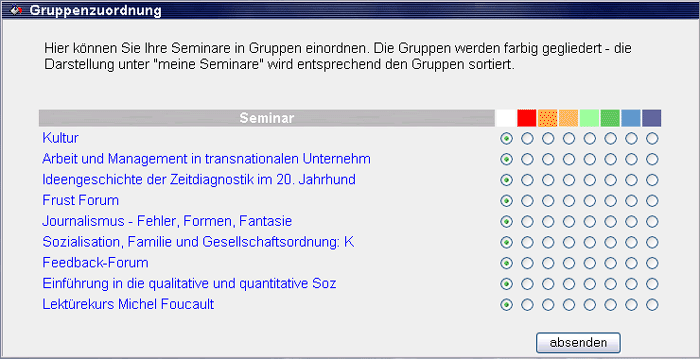 Gruppenzuordnung
Hier können Sie Ihre Seminare in Gruppen einordnen. Die Gruppen werden farbig gegliedert - die
Darstellung unter "meine Seminare" wird entsprechend den Gruppen sortiert.
Seminar
Kultur
Arbeit und Management in transnationalen Unternehm
Ideengeschichte der Zeitdiagnostik im 20. Jahrhund
Frust Forum
Journalismus - Fehler, Formen, Fantasie
Sozialisation, Familie und Gesellschaftsordnung: K
Feedback-Forum
Einführung in die qualitative und quantitative Soz
Lektürekurs Michel Foucault
absenden